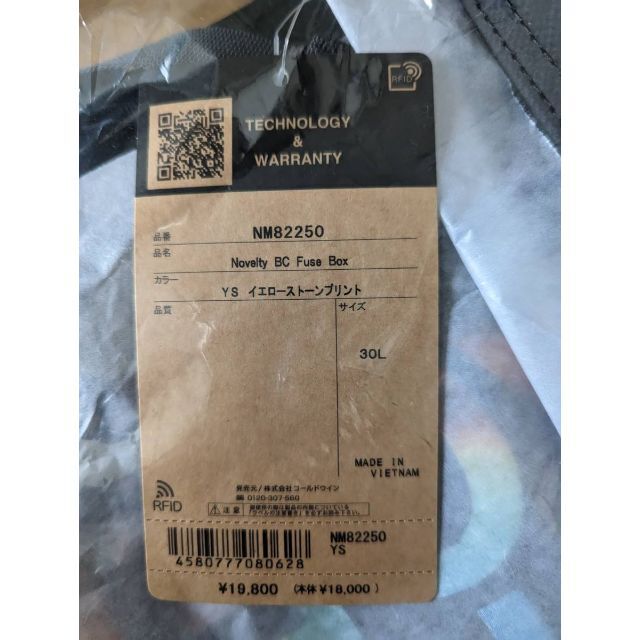 RFID
TECHNOLOGY
&
WARRANTY
品番 NM82250
品名 Novelty BC Fuse Box
カラー YS イエローストーンプリント
品質 サイズ
30L
MADE IN
VIETNAM
RFID
発売元/株式会社ゴールドウイン
0120-307-560
NM82250
YS
4580777080628
¥19,800 (本体¥18,000)